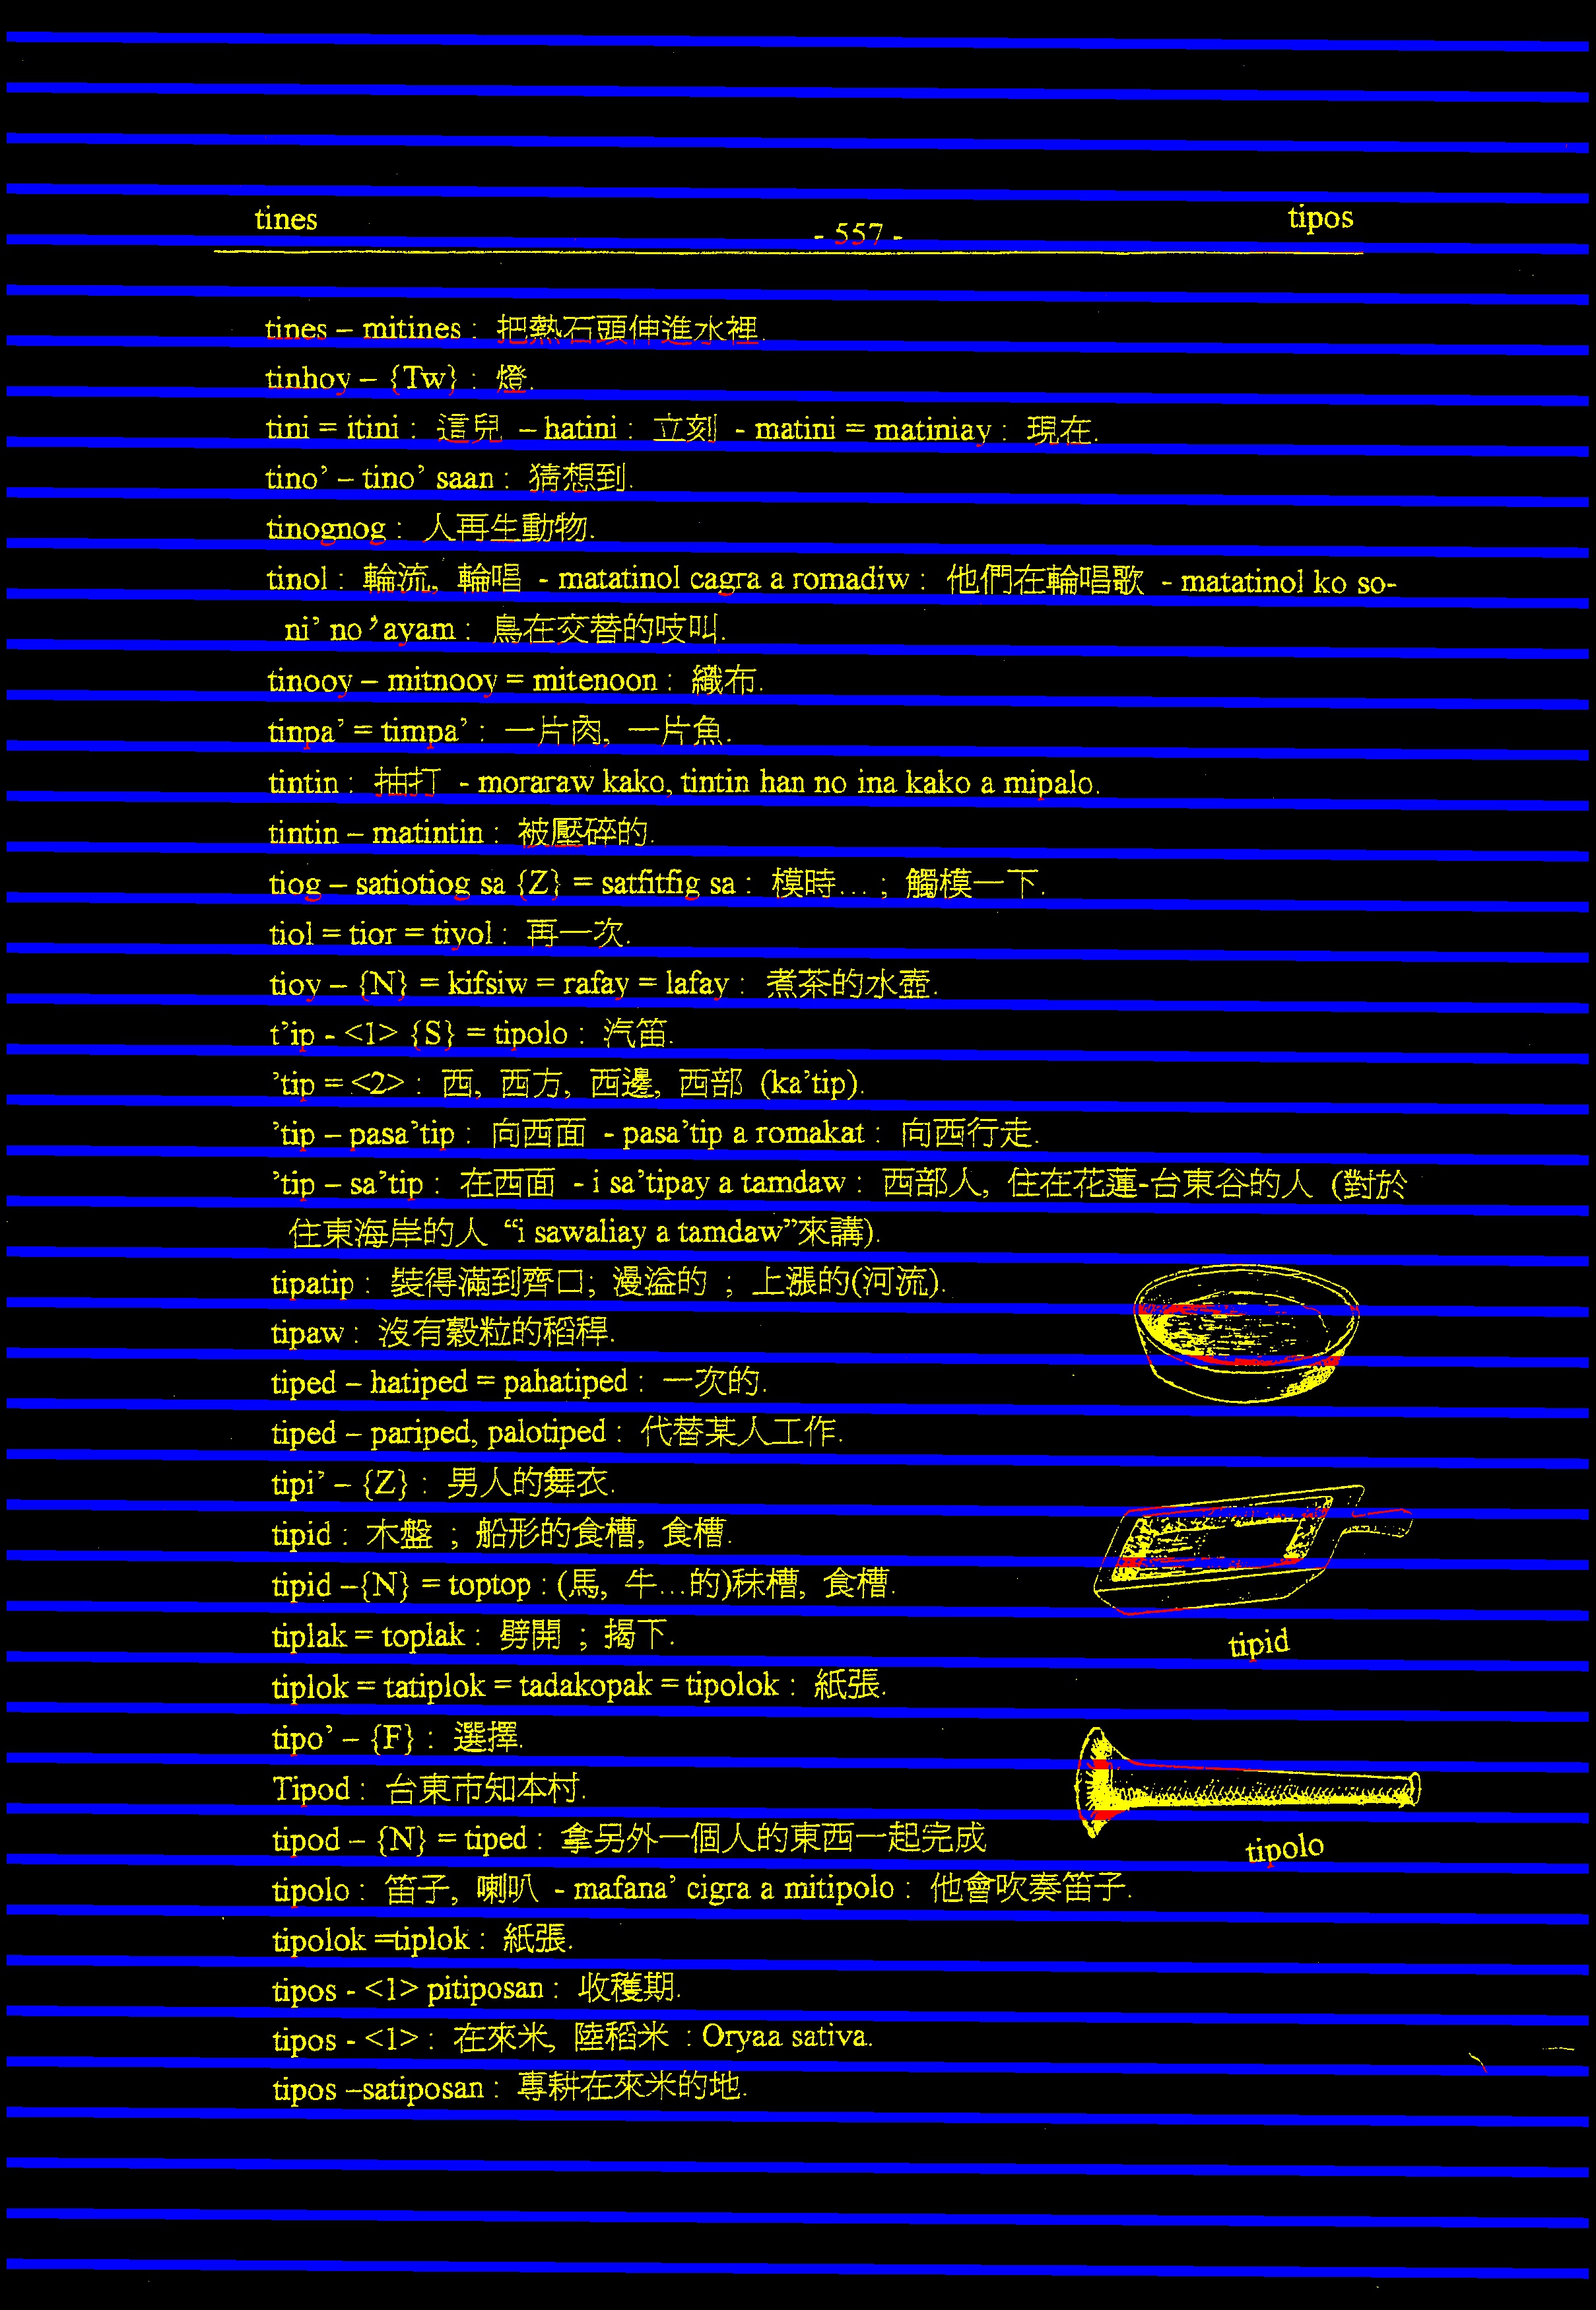 tines
- 557 -
tipos
tines – mitines : 把熱石頭伸進水裡.
tinhoy – {Tw} : 燈.
tini = itini : 這兒 – hatini : 立刻 - matini = matiniay : 現在.
tino’ – tino’ saan : 猜想到.
tinognog : 人再生動物.
tinol : 輪流, 輪唱 - matatinol cagra a romadiw : 他們在輪唱歌 - matatinol ko so-
ni’ no ’ayam : 鳥在交替的吱叫.
tinooy – mitnooy = mitenoon : 織布.
tinpa’ = timpa’ : 一片肉, 一片魚.
tintin : 抽打 - moraraw kako, tintin han no ina kako a mipalo.
tintin – matintin : 被壓碎的.
tiog – satiotiog sa {Z} = satfitfig sa : 模時... ; 觸模一下.
tiol = tior = tiyol : 再一次.
tioy – {N} = kifsiw = rafay = lafay : 煮茶的水壺.
t’ip - <1> {S} = tipolo : 汽笛.
’tip = <2> : 西, 西方, 西邊, 西部 (ka’tip).
’tip – pasa’tip : 向西面 - pasa’tip a romakat : 向西行走.
’tip – sa’tip : 在西面 - i sa’tipay a tamdaw : 西部人, 住在花蓮-台東谷的人 (對於
住東海岸的人 “i sawaliay a tamdaw”來講).
tipatip : 裝得滿到齊口; 漫溢的 ; 上漲的(河流).
tipaw : 沒有穀粒的稻稈.
tiped – hatiped = pahatiped : 一次的.
tiped – pariped, palotiped : 代替某人工作.
tipi’ – {Z} : 男人的舞衣.
tipid : 木盤 ; 船形的食槽, 食槽.
tipid –{N} = toptop : (馬, 牛...的)秣槽, 食槽.
tiplak = toplak : 劈開 ; 揭下.
tipid
tiplok = tatiplok = tadakopak = tipolok : 紙張.
tipo’ – {F} : 選擇.
Tipod : 台東市知本村.
tipod – {N} = tiped : 拿另外一個人的東西一起完成
tipolo
tipolo : 笛子, 喇叭 - mafana’ cigra a mitipolo : 他會吹奏笛子.
tipolok =tiplok : 紙張.
tipos - <1> pitiposan : 收穫期.
tipos - <1> : 在來米, 陸稻米 : Oryaa sativa.
tipos –satiposan : 專耕在來米的地.